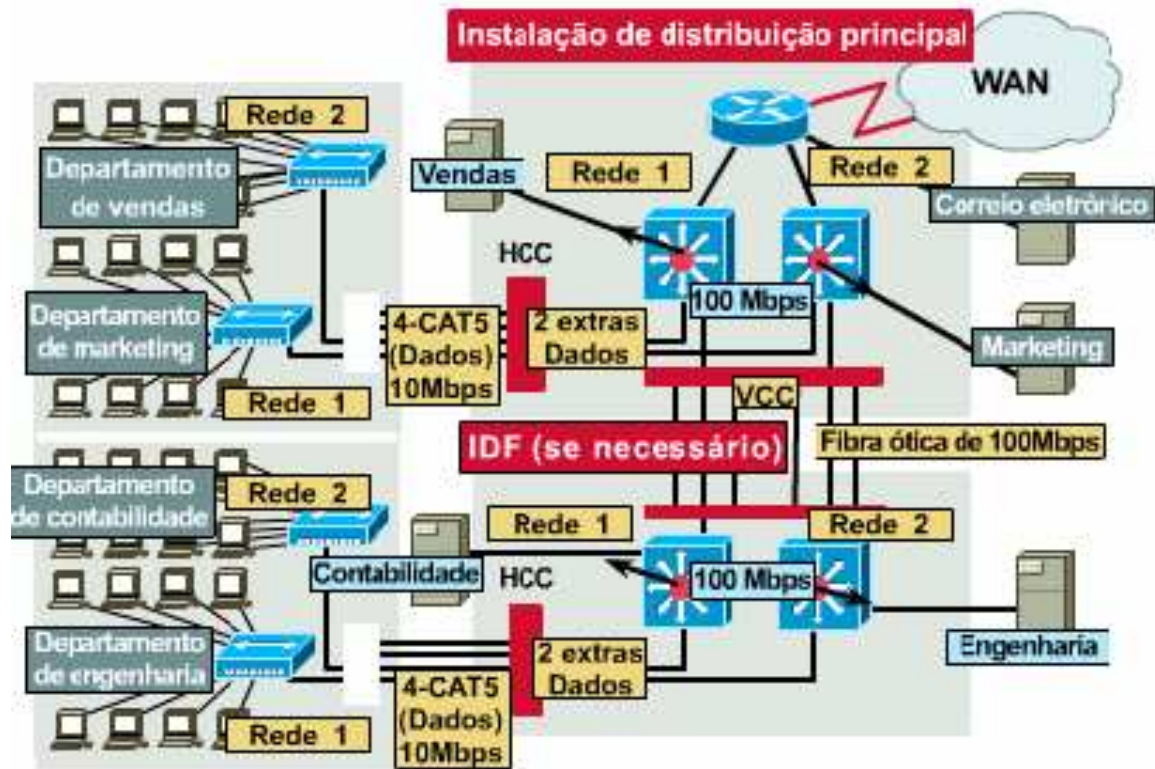 Instalação de distribuição principal
WAN
Rede 2
Departamento
de vendas
Vendas
Rede 1
Rede 2
Correio eletrônico
HCC
Departamento
de marketing
4-CAT5
(Dados)
10Mbps
2 extras
Dados
100 Mbps
Marketing
Rede 1
VCC
IDF (se necessário)
Fibra ótica de 100Mbps
Departamento
de contabilidade
Rede 2
Rede 1
Rede 2
Contabilidade
HCC
100 Mbps
Departamento
de engenharia
2 extras
Dados
Engenharia
4-CAT5
(Dados)
10Mbps
Rede 1